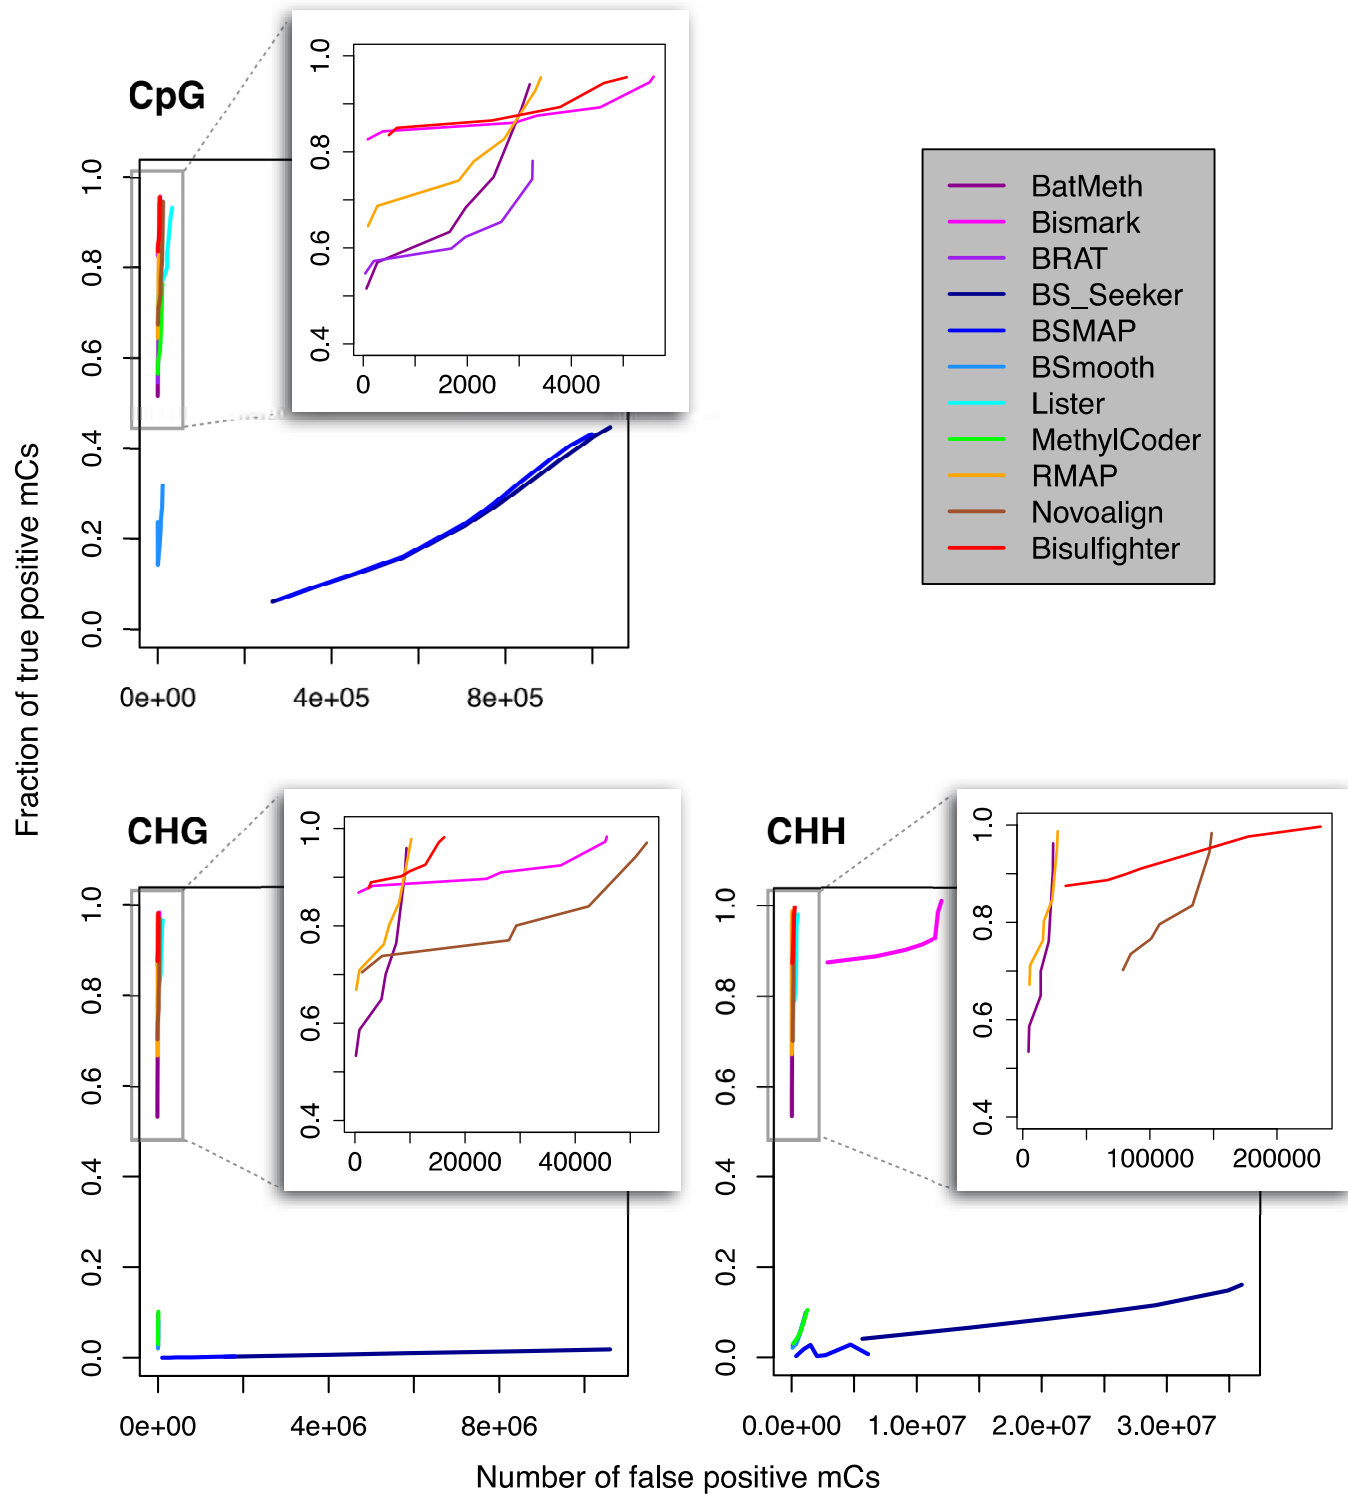 CpG
1.0
0.8
0.6
0.4
0.2
0.0
0e+00 4e+05 8e+05
1.0
0.8
0.6
0.4
0 2000 4000
BatMeth
Bismark
BRAT
BS_Seeker
BSMAP
BSmooth
Lister
MethylCoder
RMAP
Novoalign
Bisulfighter
Fraction of true positive mCs
CHG
1.0
0.8
0.6
0.4
0.2
0.0
0e+00 4e+06 8e+06
1.0
0.8
0.6
0.4
0 20000 40000
CHH
1.0
0.8
0.6
0.4
0.2
0.0
0.0e+00 1.0e+07 2.0e+07 3.0e+07
1.0
0.8
0.6
0.4
0 100000 200000
Number of false positive mCs